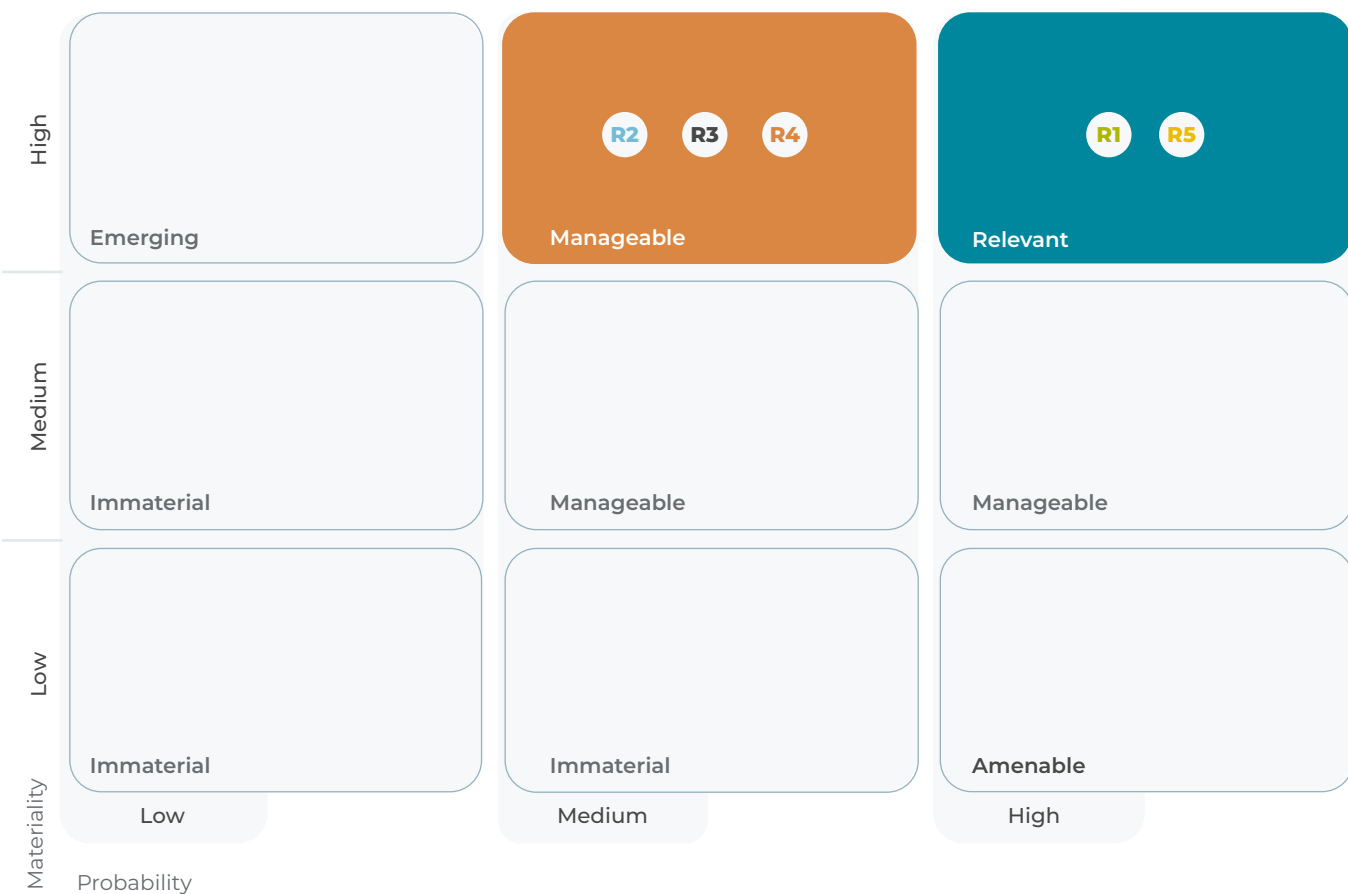 High
R2 R3 R4
R1 R5
Emerging
Manageable
Relevant
Medium
Immaterial
Manageable
Manageable
Low
Immaterial
Immaterial
Amenable
Materiality
Low
Medium
High
Probability